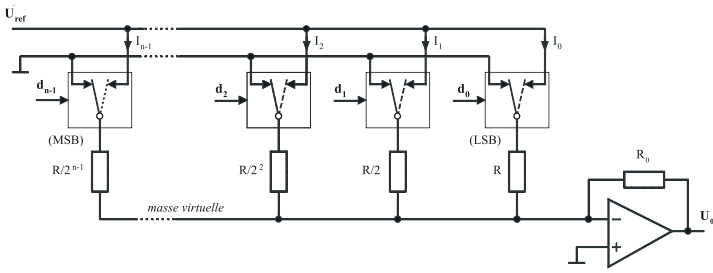 U_ref
I_n-1
I_2
I_1
I_0
d_n-1
d_2
d_1
d_0
(MSB)
(LSB)
R/2^n-1
R/2^2
R/2
R
R_0
masse virtuelle
−
+
U_o